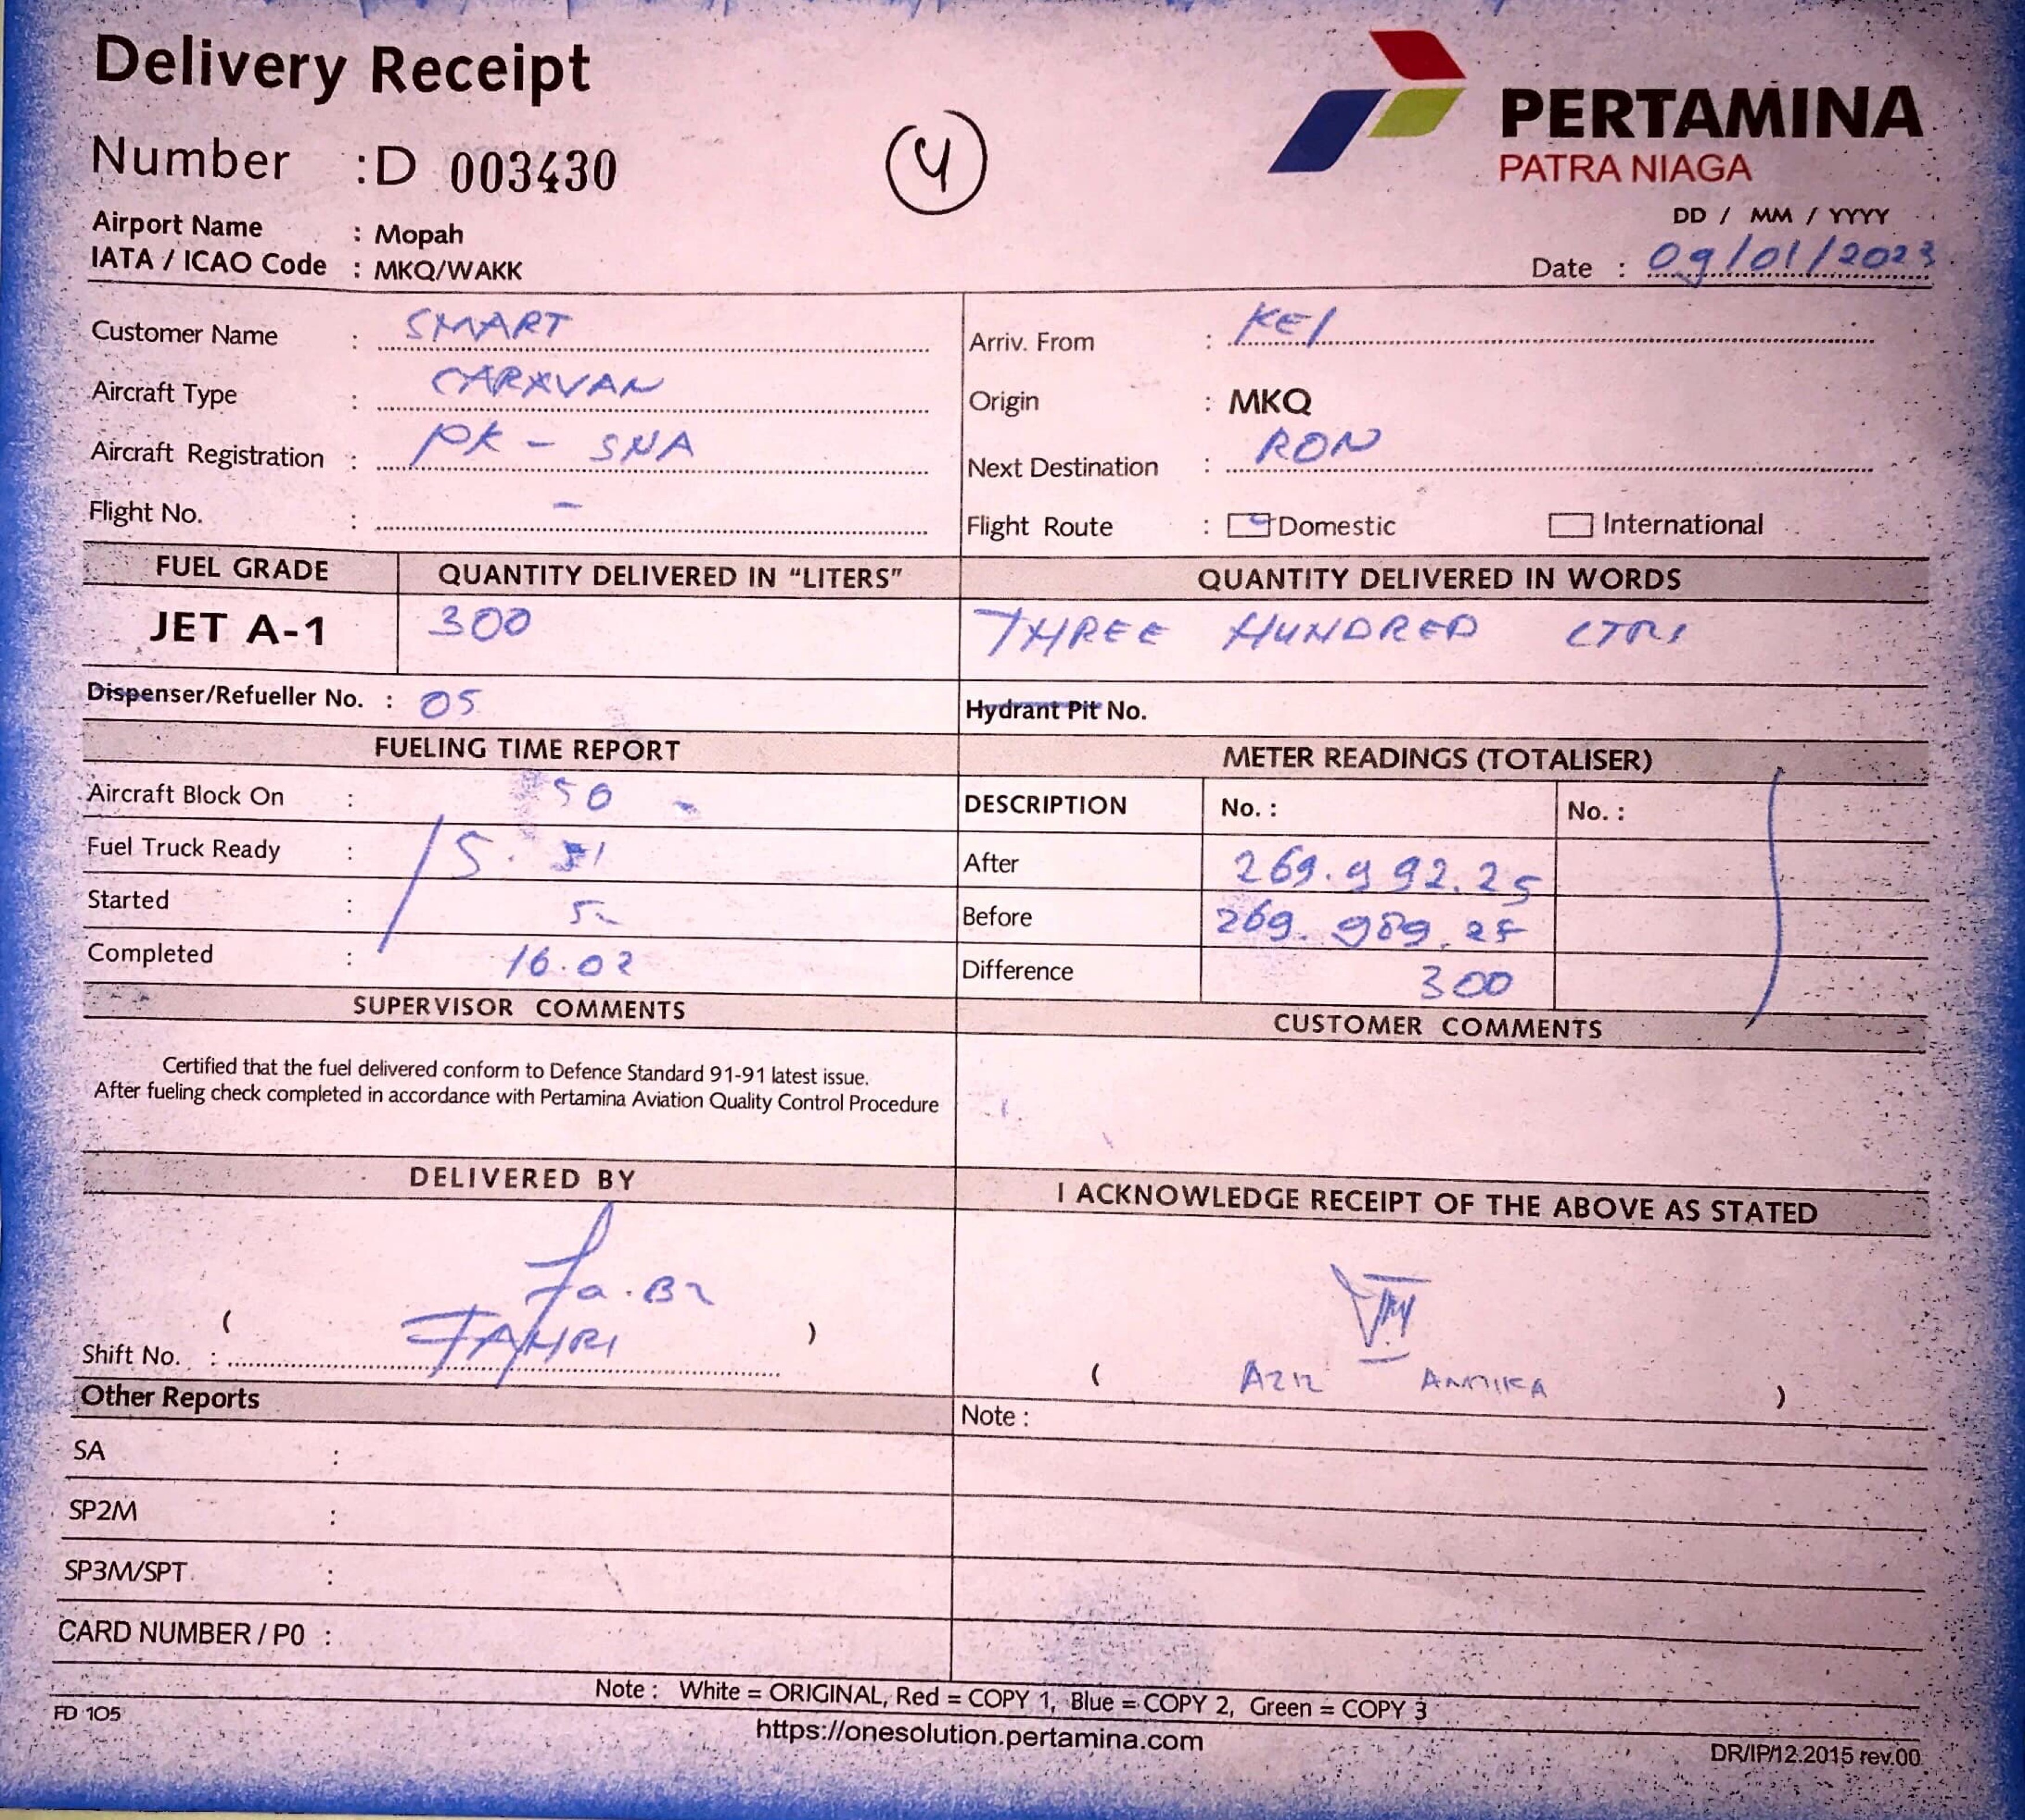 Delivery Receipt
PERTAMINA
PATRA NIAGA
Number : D 003430
4
Airport Name : Mopah
IATA / ICAO Code : MKQ/WAKK
DD / MM / YYYY
Date : 09/01/2023
Customer Name : SMART
Arriv. From : KEI
Aircraft Type : CARAVAN
Origin : MKQ
Aircraft Registration : PK - SNA
Next Destination : RON
Flight No. : -
Flight Route : Domestic International
FUEL GRADE QUANTITY DELIVERED IN “LITERS” QUANTITY DELIVERED IN WORDS
JET A-1 300 THREE HUNDRED LTRS
Dispenser/Refueller No. : 05
Hydrant Pit No.
FUELING TIME REPORT METER READINGS (TOTALISER)
Aircraft Block On : 50
DESCRIPTION No. : No. :
Fuel Truck Ready : 15. 51
After 269.992.25
Started : 52
Before 269.989.25
Completed : 16.02
Difference 300
SUPERVISOR COMMENTS CUSTOMER COMMENTS
Certified that the fuel delivered conform to Defence Standard 91-91 latest issue.
After fueling check completed in accordance with Pertamina Aviation Quality Control Procedure
DELIVERED BY I ACKNOWLEDGE RECEIPT OF THE ABOVE AS STATED
( FAHRI )
Shift No. :
( AZIZ )
Other Reports
Note :
SA :
SP2M :
SP3M/SPT :
CARD NUMBER / P0 :
Note : White = ORIGINAL, Red = COPY 1, Blue = COPY 2, Green = COPY 3
FD 105
https://onesolution.pertamina.com
DR/IP/12.2015 rev.00